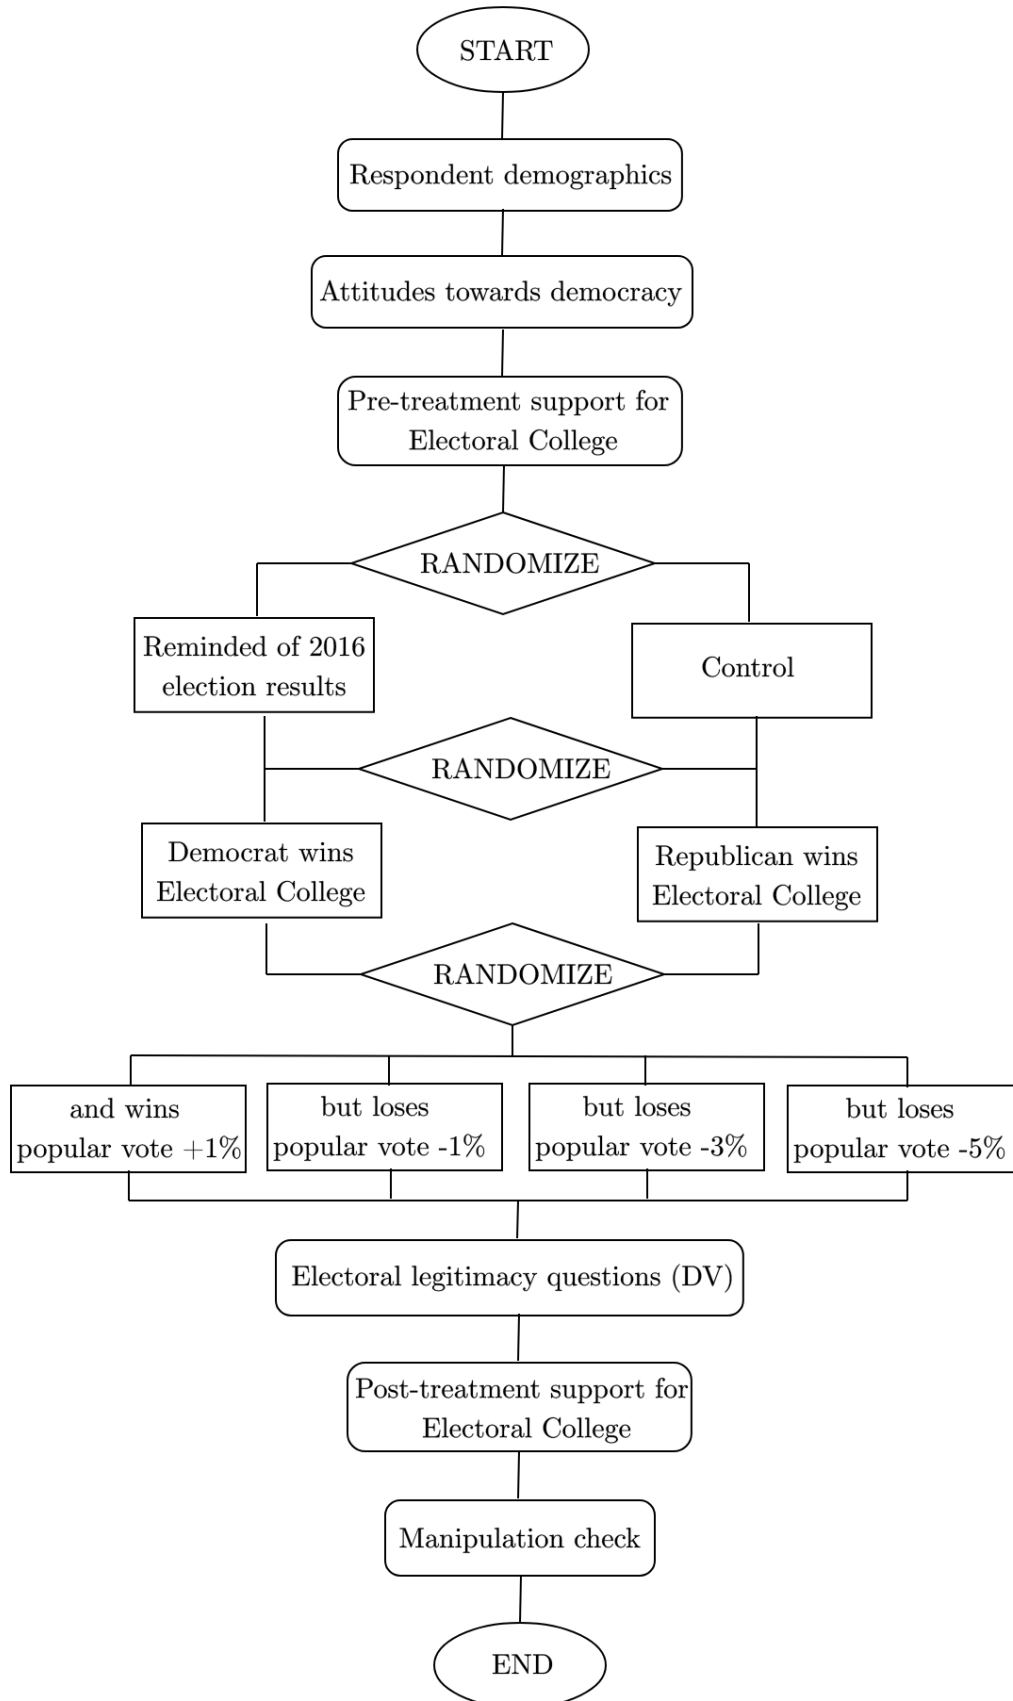 START
Respondent demographics
Attitudes towards democracy
Pre-treatment support for
Electoral College
RANDOMIZE
Reminded of 2016
election results
Control
RANDOMIZE
Democrat wins
Electoral College
Republican wins
Electoral College
RANDOMIZE
and wins
popular vote +1%
but loses
popular vote -1%
but loses
popular vote -3%
but loses
popular vote -5%
Electoral legitimacy questions (DV)
Post-treatment support for
Electoral College
Manipulation check
END